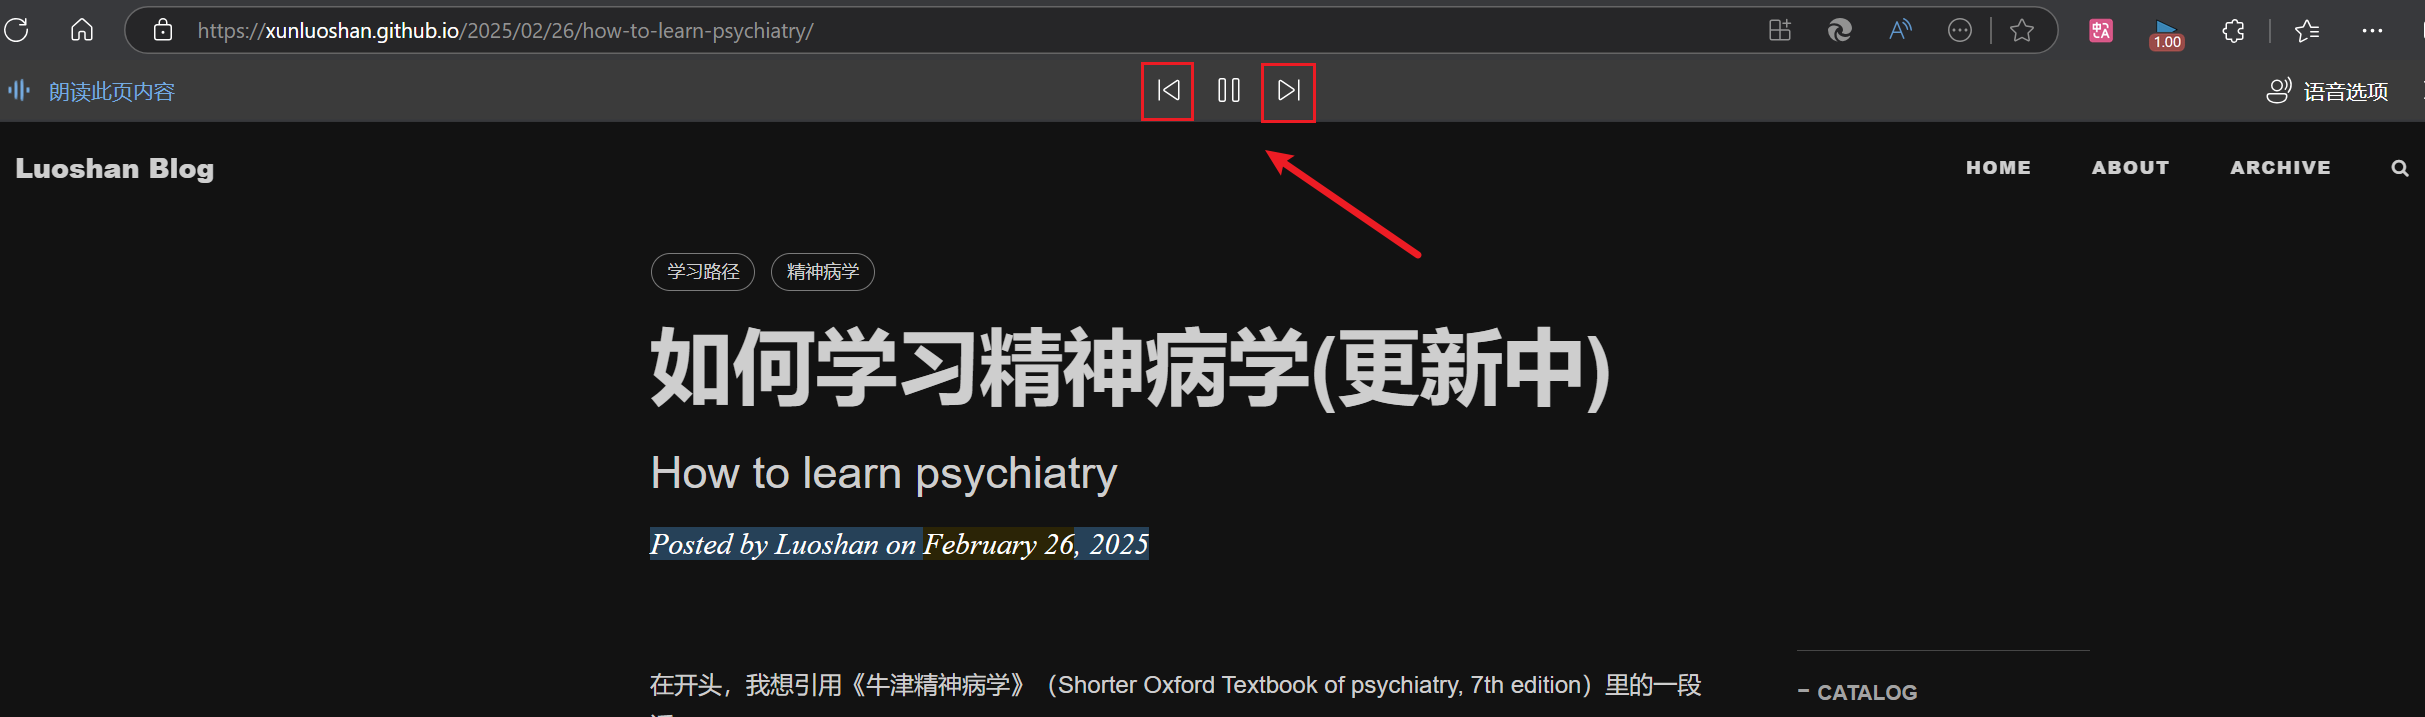 https://xunluoshan.github.io/2025/02/26/how-to-learn-psychiatry/
1.00
朗读此页内容
语音选项
Luoshan Blog
HOME
ABOUT
ARCHIVE
学习路径
精神病学
如何学习精神病学(更新中)
How to learn psychiatry
Posted by Luoshan on February 26, 2025
在开头，我想引用《牛津精神病学》（Shorter Oxford Textbook of psychiatry, 7th edition）里的一段
− CATALOG